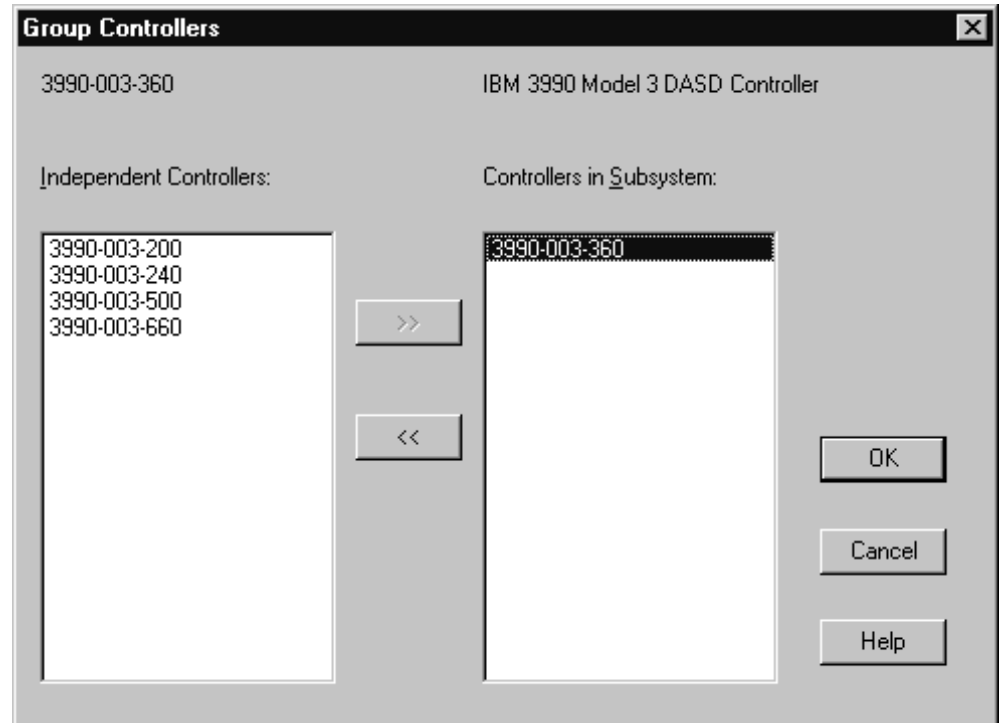 Group Controllers
3990-003-360
IBM 3990 Model 3 DASD Controller
Independent Controllers:
Controllers in Subsystem:
3990-003-200
3990-003-240
3990-003-500
3990-003-660
3990-003-360
>>
<<
OK
Cancel
Help